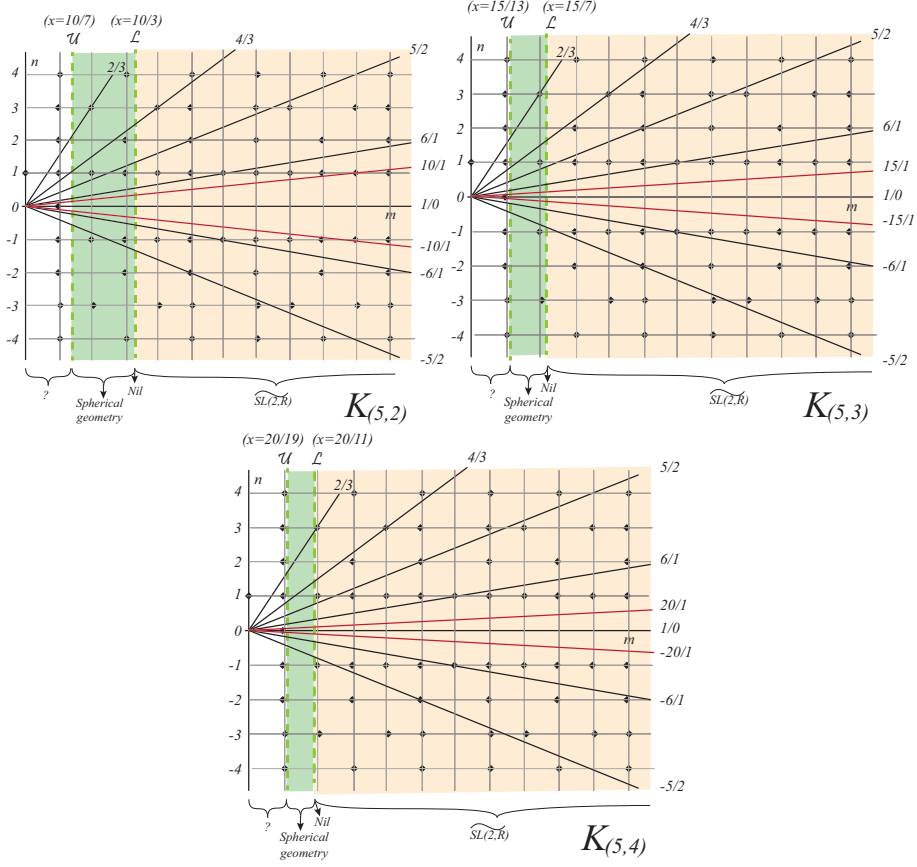 (x=10/7) (x=10/3)
𝒰 ℒ
n
4/3
5/2
2/3
4
3
2
1
0
-1
-2
-3
-4
6/1
10/1
1/0
m
-10/1
-6/1
-5/2
?
Spherical
geometry
Nil
SL(2,R)
K(5,2)
(x=15/13) (x=15/7)
𝒰 ℒ
n
4/3
5/2
2/3
4
3
2
1
0
-1
-2
-3
-4
6/1
15/1
1/0
m
-15/1
-6/1
-5/2
?
Spherical
geometry
Nil
SL(2,R)
K(5,3)
(x=20/19) (x=20/11)
𝒰 ℒ
n
4/3
5/2
2/3
4
3
2
1
0
-1
-2
-3
-4
6/1
20/1
1/0
m
-20/1
-6/1
-5/2
?
Spherical
geometry
Nil
SL(2,R)
K(5,4)